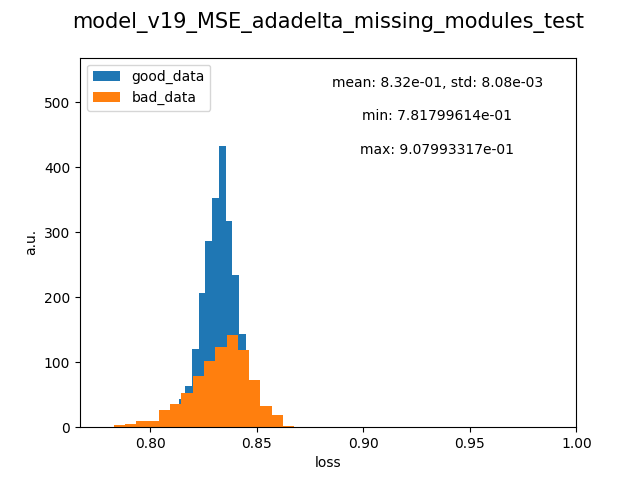 model_v19_MSE_adadelta_missing_modules_test
good_data
bad_data
mean: 8.32e-01, std: 8.08e-03
min: 7.81799614e-01
max: 9.07993317e-01
500
400
300
200
100
0
a.u.
0.80
0.85
0.90
0.95
1.00
loss